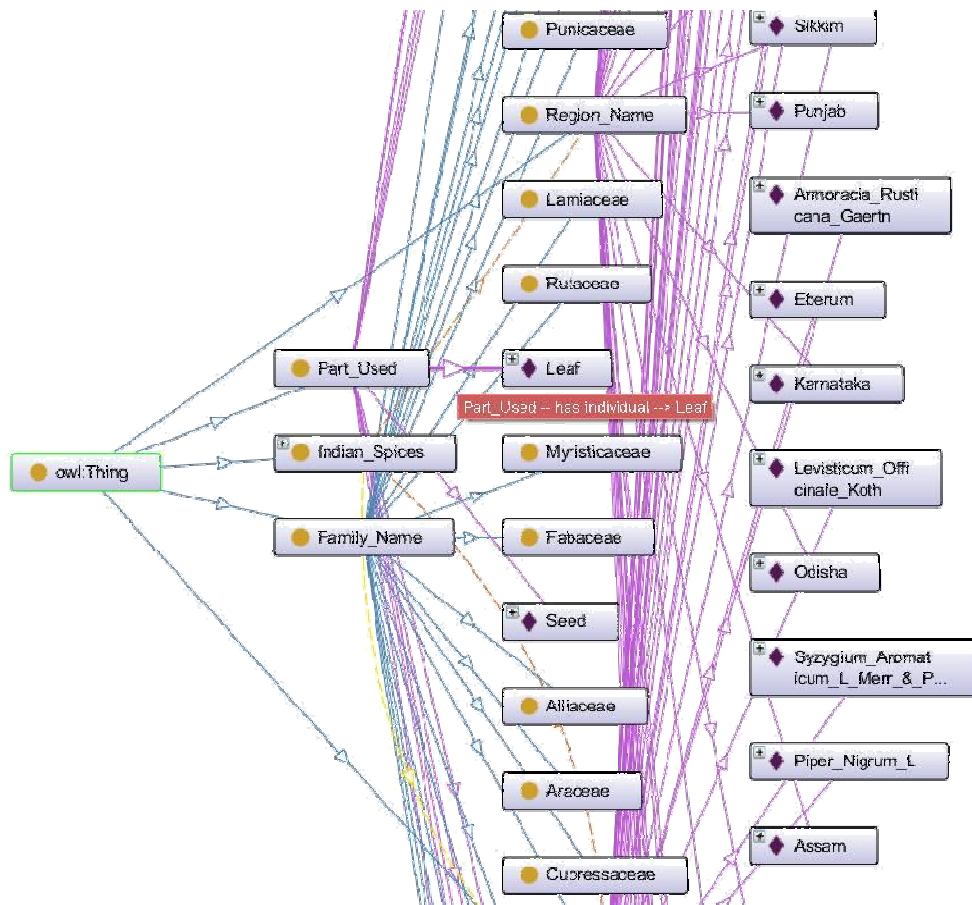 owl:Thing
Part_Used
Indian_Spices
Family_Name
Punicaceae
Region_Name
Lamiaceae
Rutaceae
Leaf
Part_Used -- has individual --> Leaf
Myristicaceae
Fabaceae
Seed
Alliaceae
Araceae
Cupressaceae
Sikkim
Punjab
Armoracia_Rusti
cana_Gaertn
Karnataka
Levisticum_Offi
cinale_Koth
Odisha
Syzygium_Aromat
icum_L_Merr_&_P...
Piper_Nigrum_L
Assam